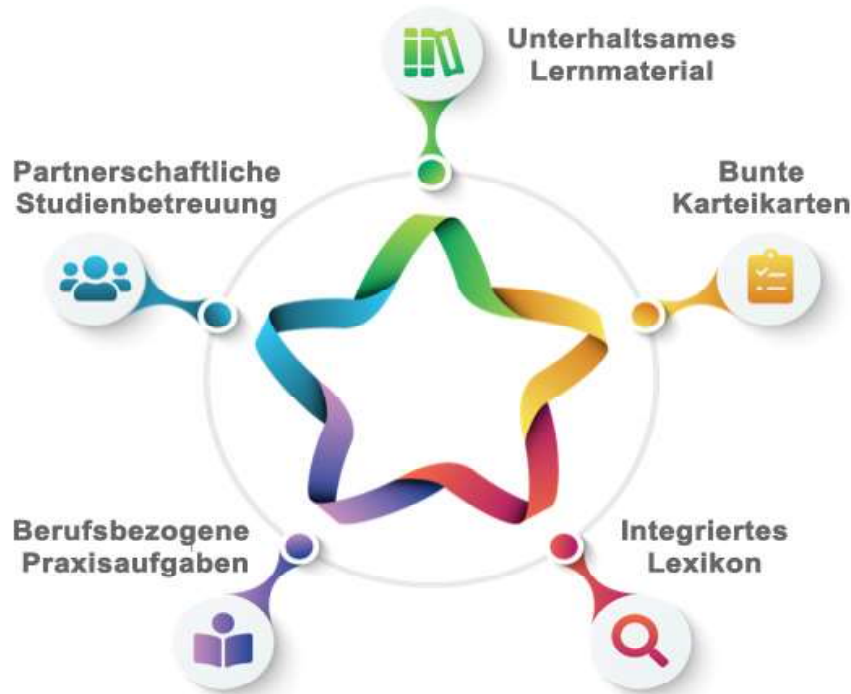 Unterhaltsames
Lernmaterial
Partnerschaftliche
Studienbetreuung
Bunte
Karteikarten
Berufsbezogene
Praxisaufgaben
Integriertes
Lexikon